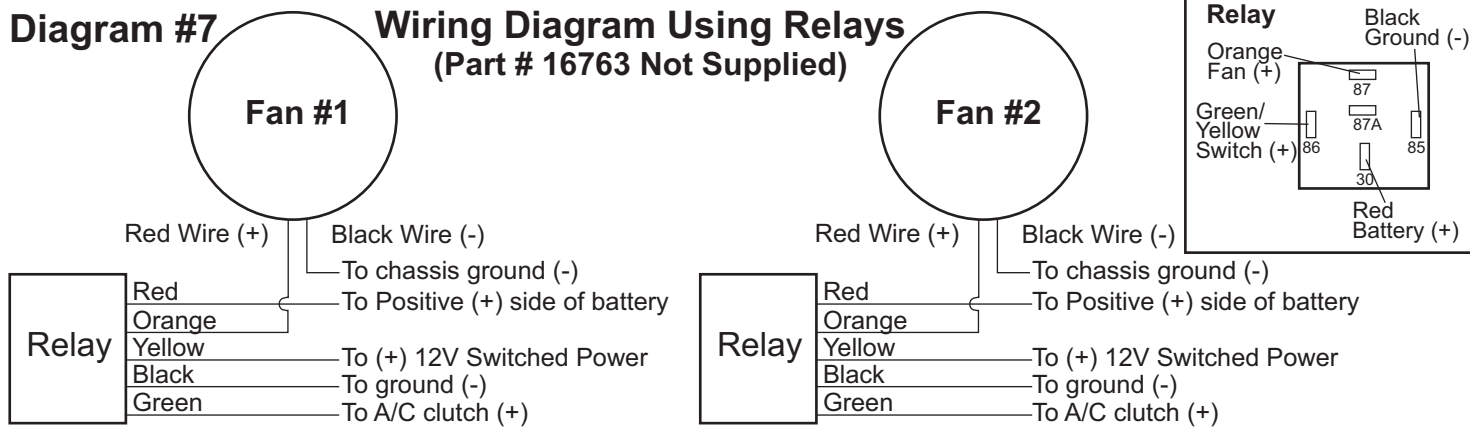 Diagram #7
Wiring Diagram Using Relays
(Part # 16763 Not Supplied)
Fan #1
Red Wire (+)
Black Wire (-)
To chassis ground (-)
Relay
Red
To Positive (+) side of battery
Orange
Yellow
To (+) 12V Switched Power
Black
To ground (-)
Green
To A/C clutch (+)
Fan #2
Red Wire (+)
Black Wire (-)
To chassis ground (-)
Relay
Red
To Positive (+) side of battery
Orange
Yellow
To (+) 12V Switched Power
Black
To ground (-)
Green
To A/C clutch (+)
Relay
Black
Ground (-)
Orange
Fan (+)
87
Green/
Yellow
Switch (+)
87A
86
85
30
Red
Battery (+)